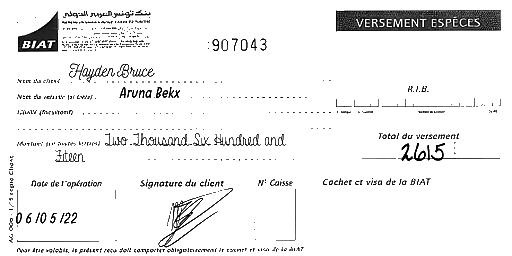 بنك تونس العربي الدولي
BIAT
VERSEMENT ESPÈCES
:907043
Nom du client Hayden Bruce
Nom du remettant (si tiers) Aruna Bekx
R.I.B.
Libellé (facultatif)
Montant (en toutes lettres) Two Thousand Six Hundred and
Fiteen
Total du versement
2615
Date de l'opération
Signature du client
N° Caisse
Cachet et visa de la BIAT
06/05/22
Pour être valable, le présent reçu doit comporter obligatoirement le cachet et visa de la BIAT